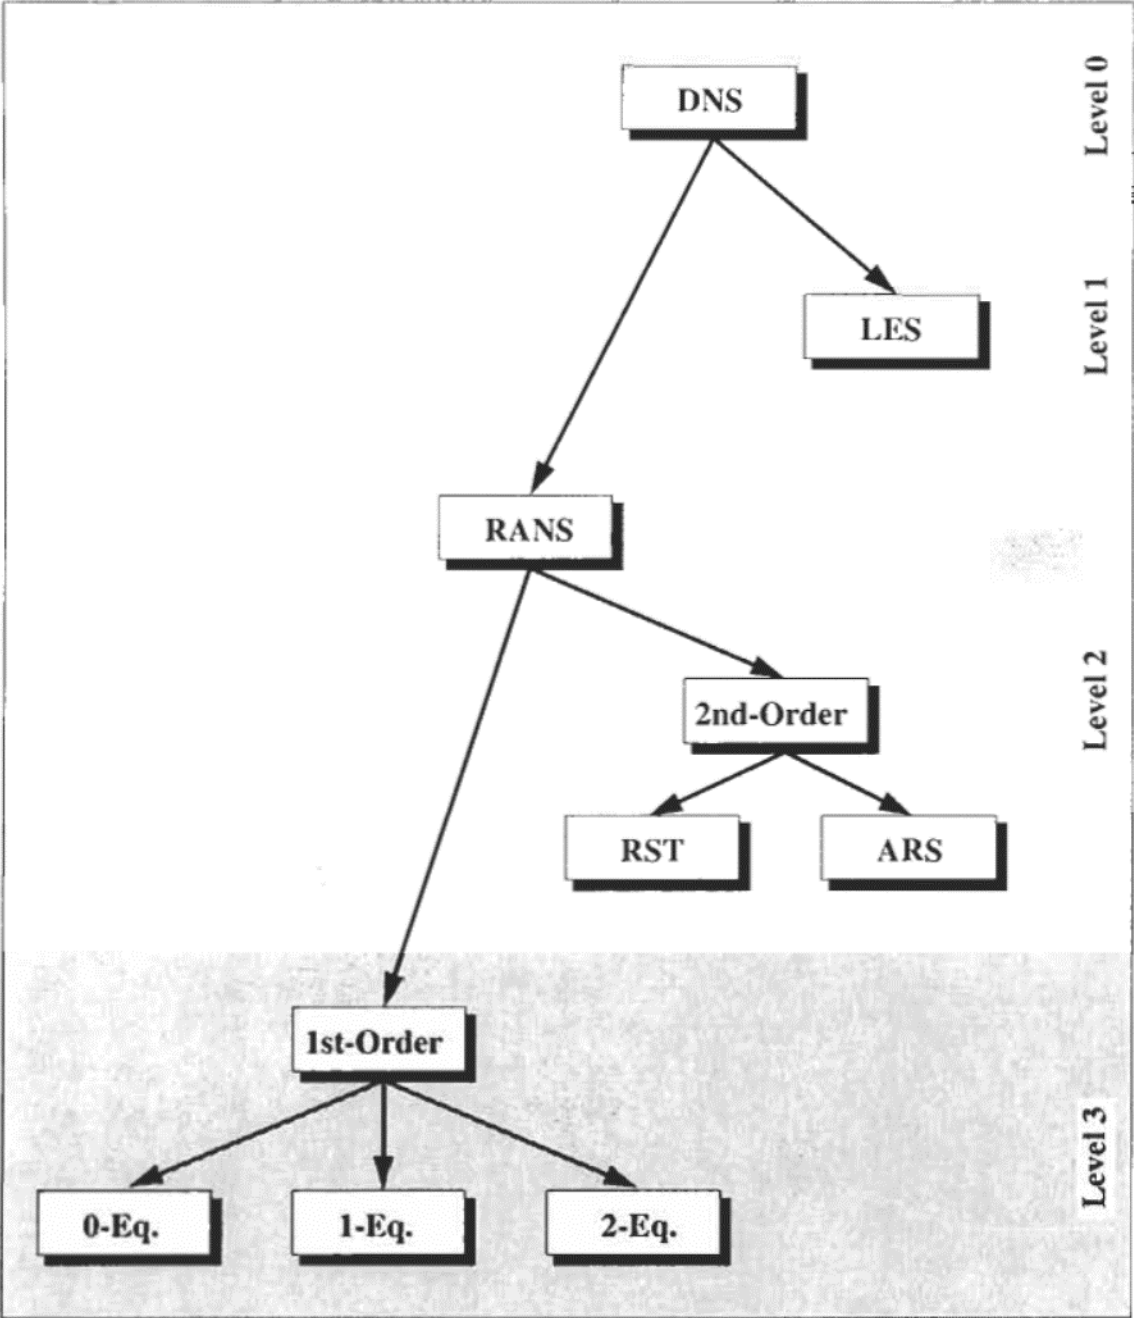 DNS
Level 0
LES
Level 1
RANS
2nd-Order
Level 2
RST
ARS
1st-Order
Level 3
0-Eq.
1-Eq.
2-Eq.